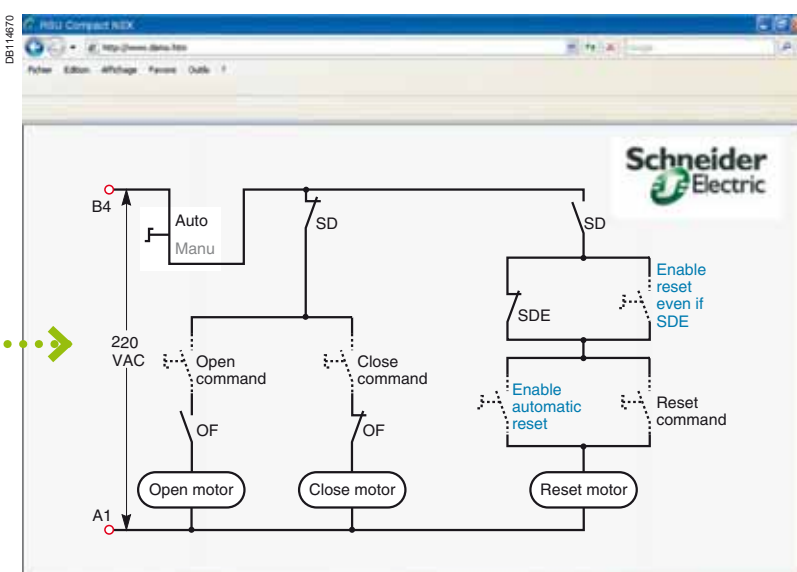 DB114670
RSU Compact NSX
Fichier Edition Affichage Favoris Outils ?
Schneider
Electric
B4
Auto
Manu
SD
SD
Enable
reset
even if
SDE
SDE
220
VAC
Open
command
Close
command
Enable
automatic
reset
Reset
command
OF
OF
Open motor
Close motor
Reset motor
A1